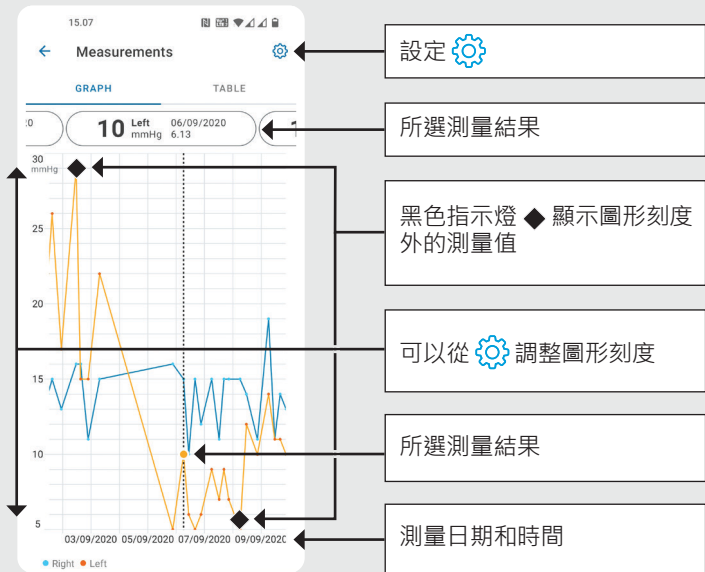 15.07
Measurements
設定
GRAPH
TABLE
10 Left 06/09/2020
mmHg 6.13
所選測量結果
30
mmHg
黑色指示燈 ◆ 顯示圖形刻度
外的測量值
25
20
可以從 調整圖形刻度
15
10
所選測量結果
5
03/09/2020 05/09/2020 07/09/2020 09/09/2020
測量日期和時間
Right Left